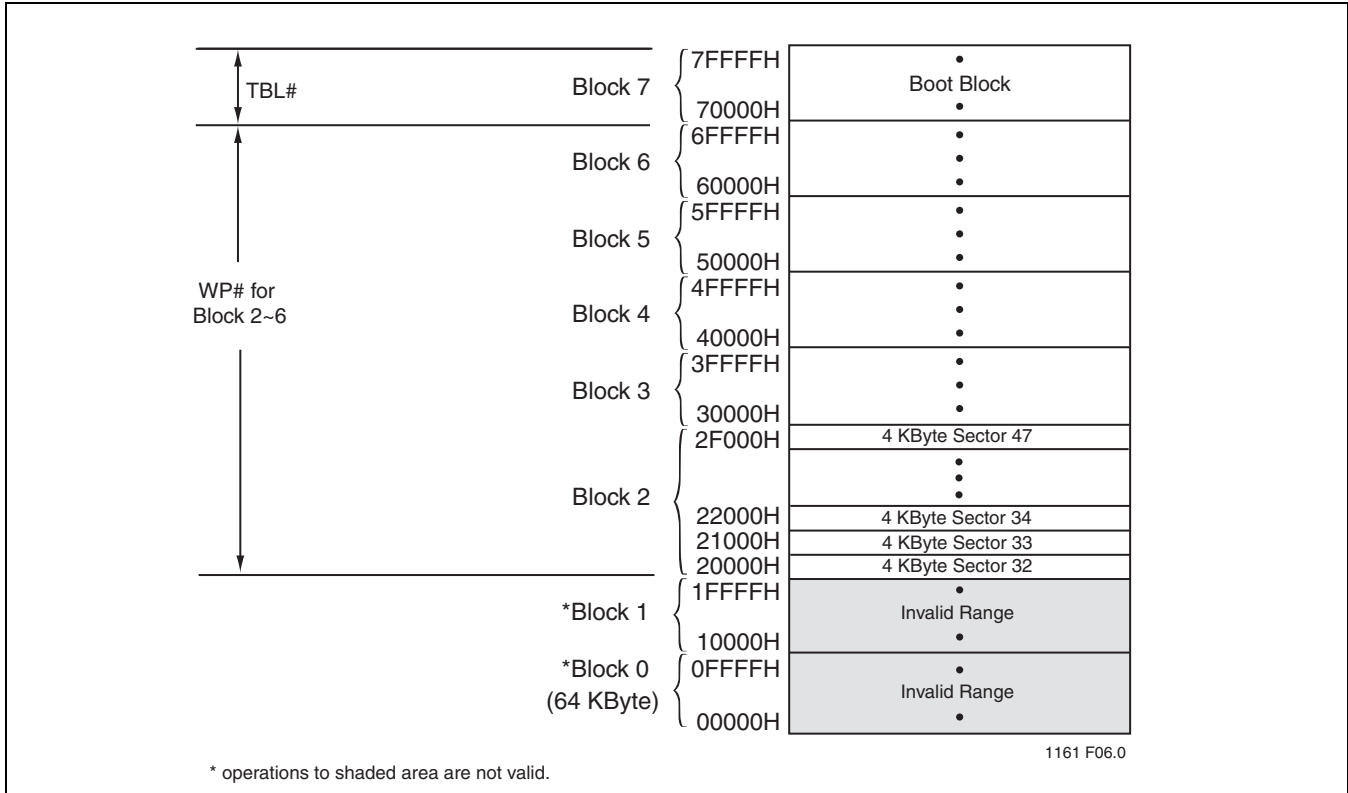 TBL#
Block 7
7FFFFH
Boot Block
70000H
6FFFFH
Block 6
60000H
5FFFFH
Block 5
50000H
WP# for
Block 2~6
4FFFFH
Block 4
40000H
3FFFFH
Block 3
30000H
2F000H
4 KByte Sector 47
Block 2
22000H
4 KByte Sector 34
21000H
4 KByte Sector 33
20000H
4 KByte Sector 32
1FFFFH
*Block 1
Invalid Range
10000H
*Block 0
(64 KByte)
0FFFFH
Invalid Range
00000H
1161 F06.0
* operations to shaded area are not valid.